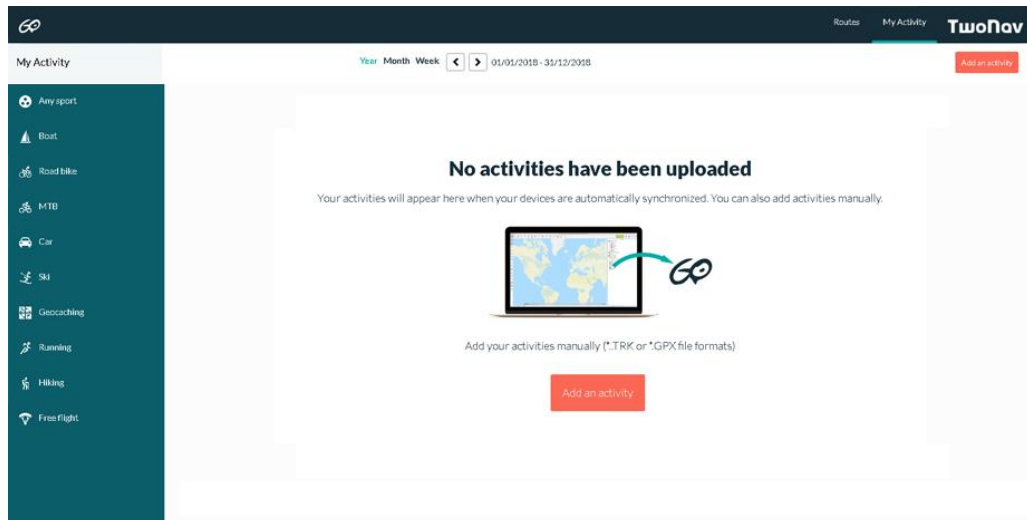 GO
Routes My Activity TwoNav
My Activity
Year Month Week 01/01/2018 - 31/12/2018
Add an activity
Any sport
Boat
Road bike
MTB
Car
Ski
Geocaching
Running
Hiking
Free flight
No activities have been uploaded
Your activities will appear here when your devices are automatically synchronized. You can also add activities manually.
GO
Add your activities manually (*.TRK or *.GPX file formats)
Add an activity